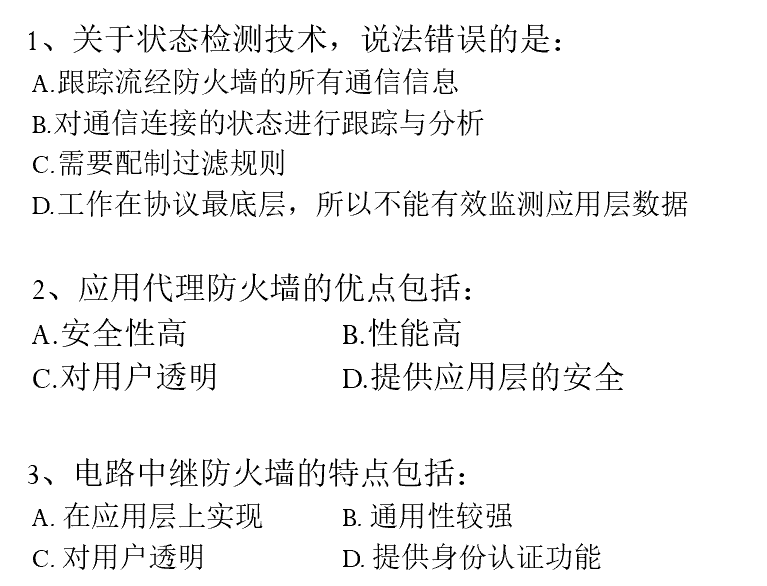 1、关于状态检测技术，说法错误的是：
A.跟踪流经防火墙的所有通信信息
B.对通信连接的状态进行跟踪与分析
C.需要配制过滤规则
D.工作在协议最底层，所以不能有效监测应用层数据
2、应用代理防火墙的优点包括：
A.安全性高 B.性能高
C.对用户透明 D.提供应用层的安全
3、电路中继防火墙的特点包括：
A. 在应用层上实现 B. 通用性较强
C. 对用户透明 D. 提供身份认证功能